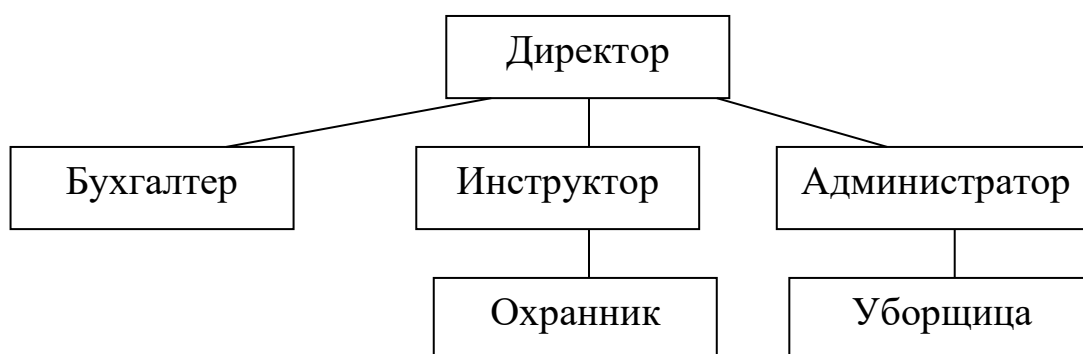 Директор
Бухгалтер
Инструктор
Администратор
Охранник
Уборщица